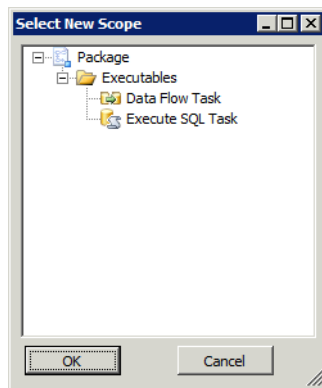 Select New Scope
Package
Executables
Data Flow Task
Execute SQL Task
OK
Cancel